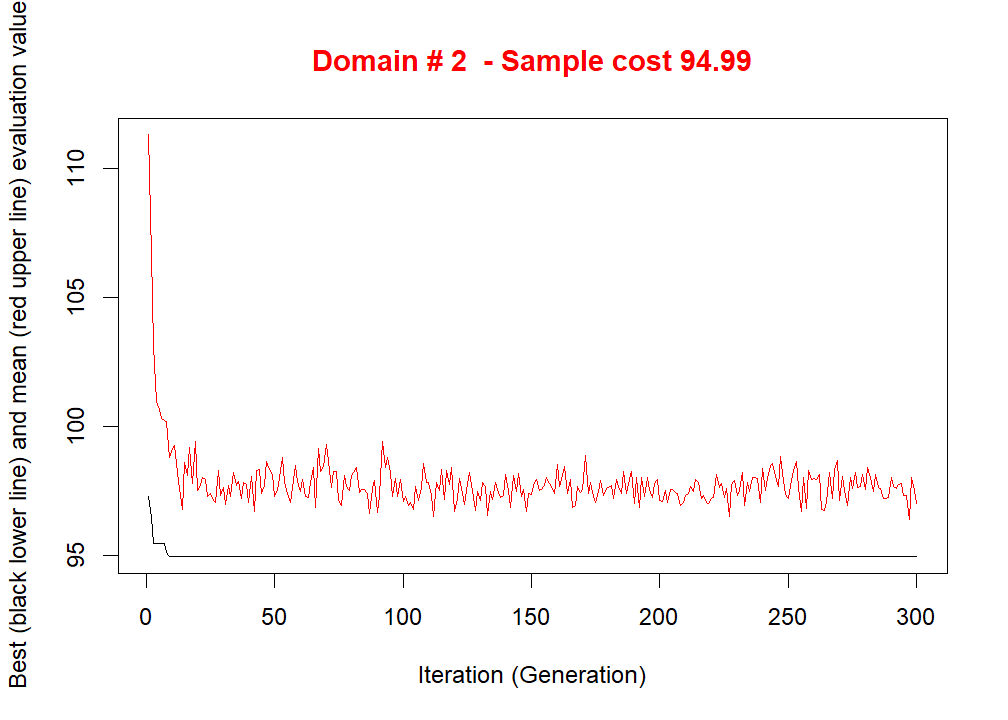 Domain # 2  - Sample cost 94.99
Best (black lower line) and mean (red upper line) evaluation value
110
105
100
95
0 50 100 150 200 250 300
Iteration (Generation)